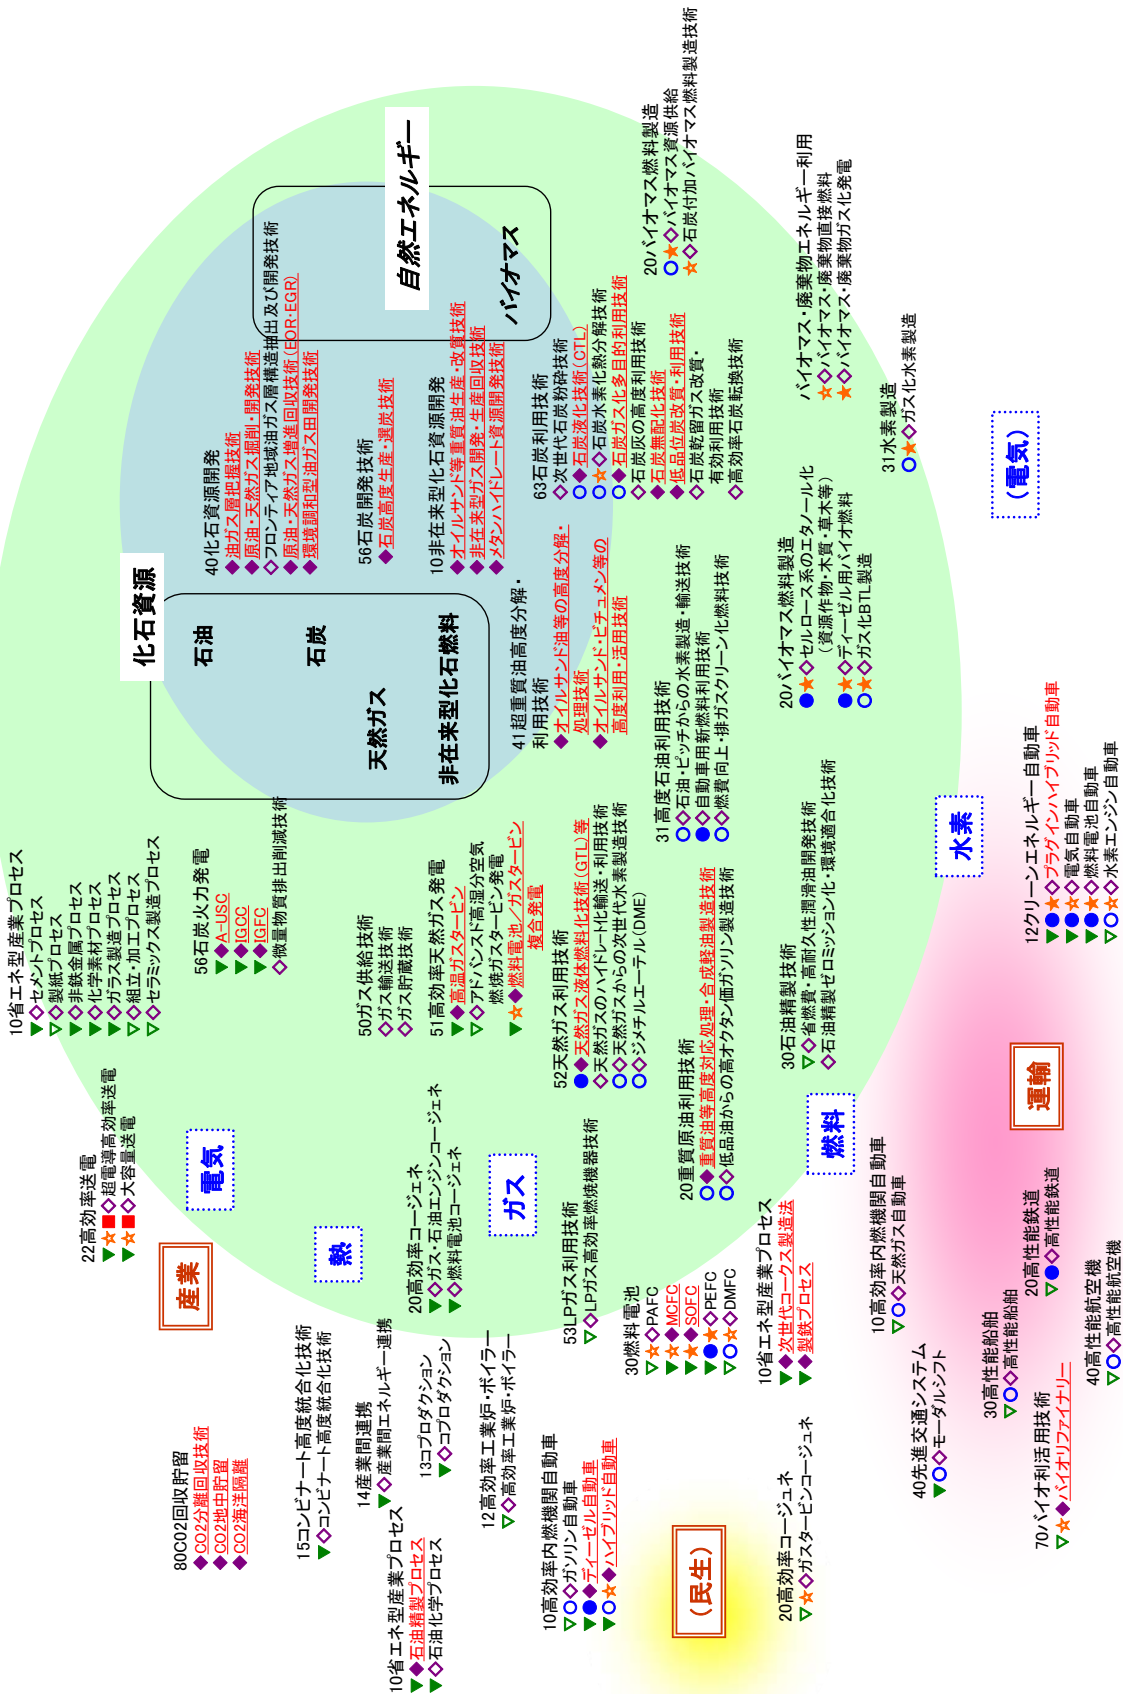 化石資源
石油
石炭
天然ガス
非在来型化石燃料
自然エネルギー
バイオマス
10省エネ型産業プロセス
▼◇セメントプロセス
▽◇製紙プロセス
▼◇非鉄金属プロセス
▼◇化学素材プロセス
▼◇ガラス製造プロセス
▽◇組立・加工プロセス
▽◇セラミックス製造プロセス
22高効率送電
▼☆■◇超電導高効率送電
▼☆■◇大容量送電
産業
電気
80CO2回収貯留
◆CO2分離回収技術
◆CO2地中貯留
◆CO2海洋隔離
56石炭火力発電
▼◆A-USC
▼◆IGCC
▼◆IGFC
◇微量物質排出削減技術
40化石資源開発
◆油ガス層把握技術
◆原油・天然ガス掘削・開発技術
◇フロンティア地域油ガス層構造抽出及び開発技術
◆原油・天然ガス増進回収技術(EOR・EGR)
◆環境調和型油ガス田開発技術
熱
15コンビナート高度統合化技術
▼◇コンビナート高度統合化技術
50ガス供給技術
◇ガス輸送技術
◇ガス貯蔵技術
56石炭開発技術
◆石炭高度生産・選炭技術
14産業間連携
▼◇産業間エネルギー連携
10省エネ型産業プロセス
▼◆石油精製プロセス
▼◇石油化学プロセス
13コプロダクション
▼◇コプロダクション
20高効率コージェネ
▼◇ガス・石油エンジンコージェネ
▼◇燃料電池コージェネ
51高効率天然ガス発電
▼◆高温ガスタービン
▽◇アドバンスド高湿分空気
燃焼ガスタービン発電
▼☆◆燃料電池／ガスタービン
複合発電
10非在来型化石資源開発
◆オイルサンド等重質油生産・改質技術
◆非在来型ガス開発・生産回収技術
◆メタンハイドレート資源開発技術
12高効率工業炉・ボイラー
▽◇高効率工業炉・ボイラー
ガス
41超重質油高度分解・
利用技術
◆オイルサンド油等の高度分解・
処理技術
◆オイルサンド・ビチュメン等の
高度利用・活用技術
63石炭利用技術
◇次世代石炭粉砕技術
○◆石炭液化技術(CTL)
○☆◇石炭水素化熱分解技術
○◆石炭ガス化多目的利用技術
◇石炭灰の高度利用技術
◆石炭無配化技術
◆低品位炭改質・利用技術
◇石炭乾留ガス改質・
有効利用技術
◇高効率石炭転換技術
52天然ガス利用技術
●◆天然ガス液体燃料化技術(GTL)等
◇天然ガスのハイドレート化輸送・利用技術
○◇天然ガスからの次世代水素製造技術
○◇ジメチルエーテル(DME)
53LPガス利用技術
▽◇LPガス高効率燃焼機器技術
10高効率内燃機関自動車
▽○◇ガソリン自動車
▼●◆ディーゼル自動車
▼○☆◆ハイブリッド自動車
30燃料電池
▽☆◇PAFC
▼★◆MCFC
▼★◆SOFC
▼●☆◇PEFC
▽○☆◇DMFC
20重質原油利用技術
○◆重質油等高度対応処理・合成軽油製造技術
○◇低品油からの高オクタン価ガソリン製造技術
31高度石油利用技術
○◇石油・ピッチからの水素製造・輸送技術
●◇自動車用新燃料利用技術
○◇燃費向上・排ガスクリーン化燃料技術
20バイオマス燃料製造
○★◇バイオマス資源供給
★◇石炭付加バイオマス燃料製造技術
(民生)
10省エネ型産業プロセス
▼◆次世代コークス製造法
▼◆製鉄プロセス
20高効率コージェネ
▽☆◇ガスタービンコージェネ
30石油精製技術
▽◇省燃費・高耐久性潤滑油開発技術
◇石油精製ゼロミッション化・環境適合化技術
20バイオマス燃料製造
●★◇セルロース系のエタノール化
(資源作物・木質・草木等)
●★◇ディーゼル用バイオ燃料
○★◇ガス化BTL製造
バイオマス・廃棄物エネルギー利用
★◇バイオマス・廃棄物直接燃料
★◇バイオマス・廃棄物ガス化発電
燃料
10高効率内燃機関自動車
▽○◇天然ガス自動車
31水素製造
○★◇ガス化水素製造
40先進交通システム
▼○◇モーダルシフト
水素
30高性能船舶
▽○◇高性能船舶
(電気)
20高性能鉄道
▽●◇高性能鉄道
運輸
12クリーンエネルギー自動車
▼●★◇プラグインハイブリッド自動車
▼●★◇電気自動車
▼●★◇燃料電池自動車
▽○☆◇水素エンジン自動車
70バイオ利活用技術
▽☆◆バイオリファイナリー
40高性能航空機
▽○◇高性能航空機